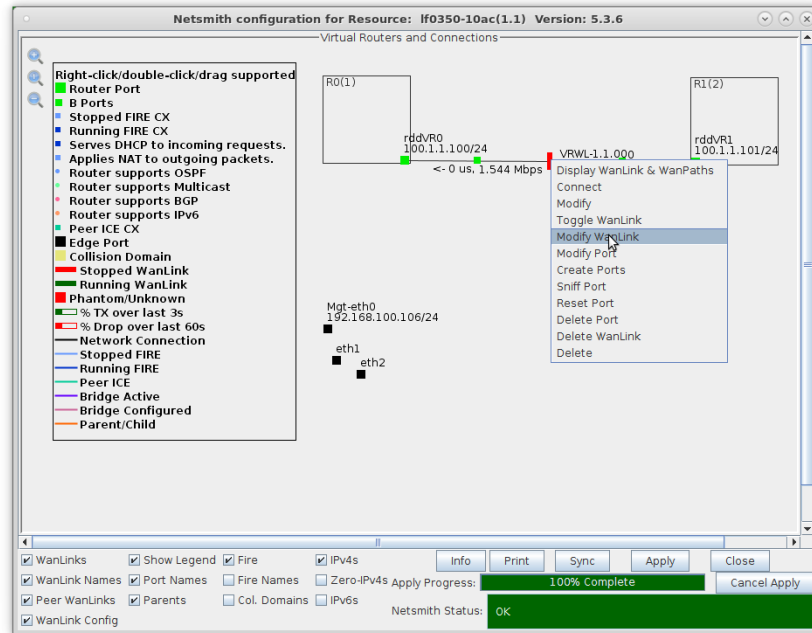 Netsmith configuration for Resource: lf0350-10ac(1.1) Version: 5.3.6
Virtual Routers and Connections
Right-click/double-click/drag supported
Router Port
B Ports
Stopped FIRE CX
Running FIRE CX
Serves DHCP to incoming requests.
Applies NAT to outgoing packets.
Router supports OSPF
Router supports Multicast
Router supports BGP
Router supports IPv6
Peer ICE CX
Edge Port
Collision Domain
Stopped WanLink
Running WanLink
Phantom/Unknown
% TX over last 3s
% Drop over last 60s
Network Connection
Stopped FIRE
Running FIRE
Peer ICE
Bridge Active
Bridge Configured
Parent/Child
R0(1)
rddVR0
100.1.1.100/24
<- 0 us, 1.544 Mbps
VRWL-1.1.000
R1(2)
rddVR1
100.1.1.101/24
Display WanLink & WanPaths
Connect
Modify
Toggle WanLink
Modify WanLink
Modify Port
Create Ports
Sniff Port
Reset Port
Delete Port
Delete WanLink
Delete
Mgt-eth0
192.168.100.106/24
eth1
eth2
WanLinks Show Legend Fire IPv4s Info Print Sync Apply Close
WanLink Names Port Names Fire Names Zero-IPv4s Apply Progress: 100% Complete Cancel Apply
Peer WanLinks Parents Col. Domains IPv6s Netsmith Status: OK
WanLink Config